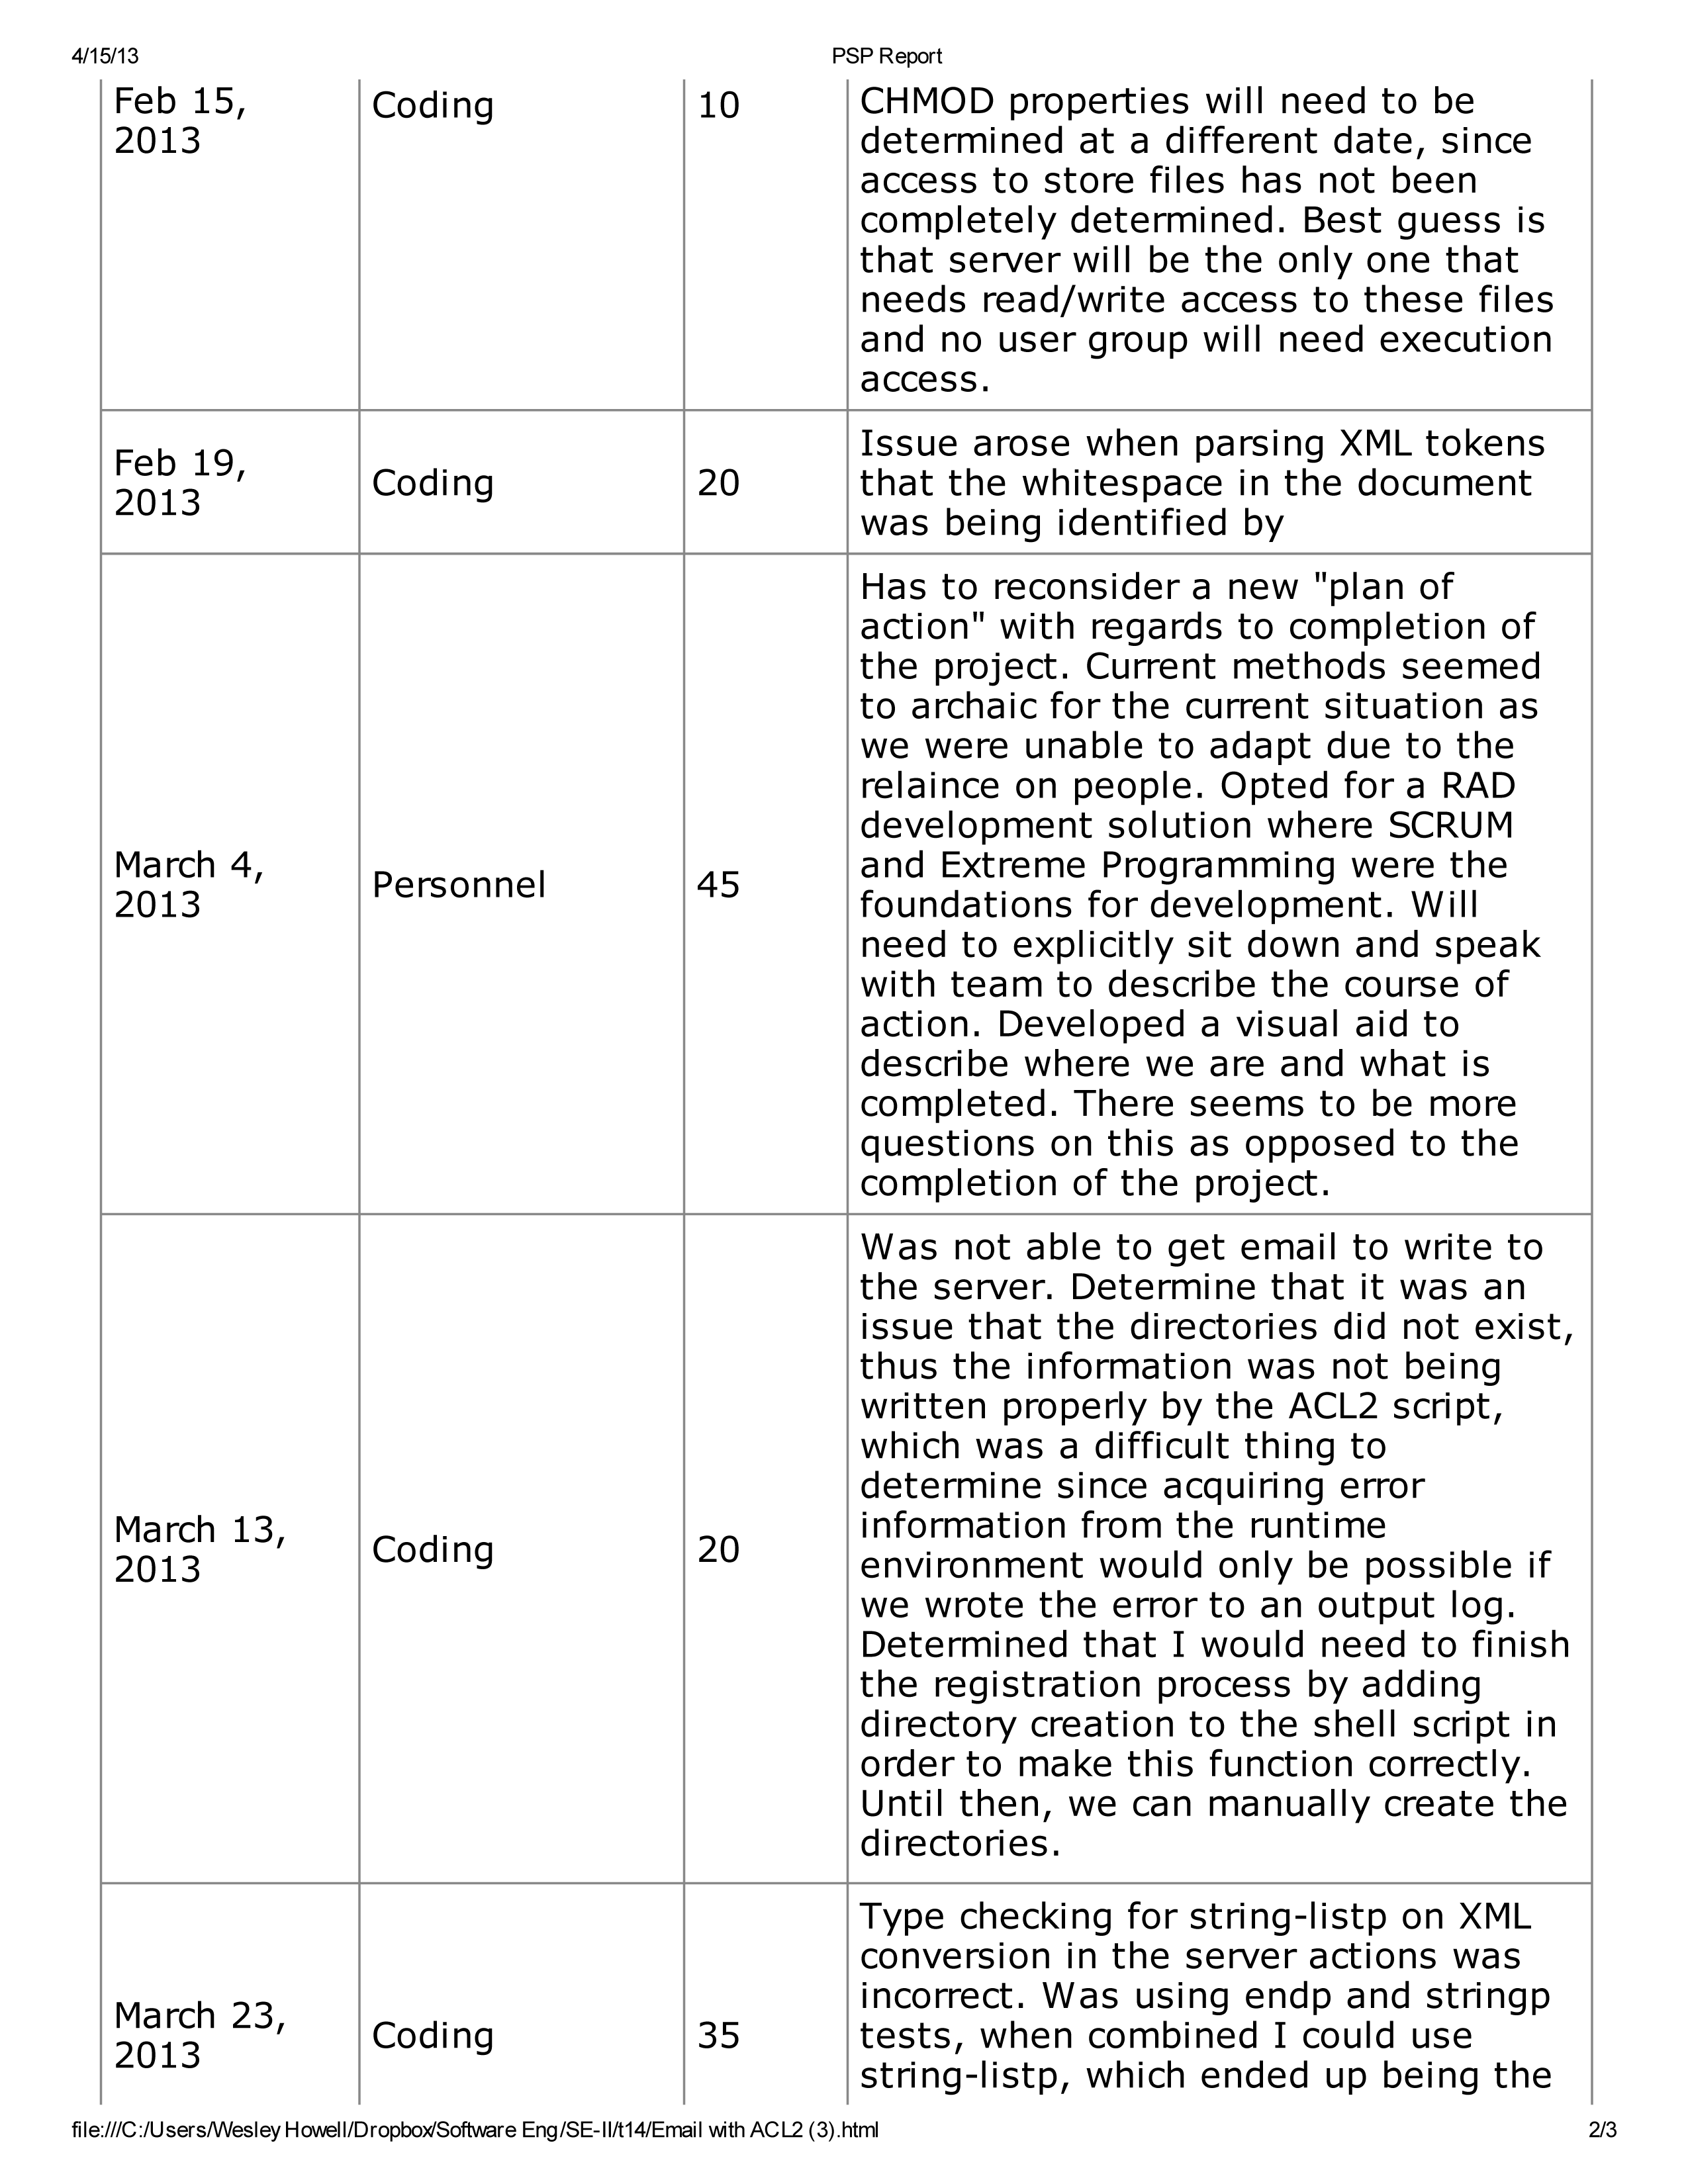 4/15/13 PSP Report
Feb 15,
2013
Coding
10
CHMOD properties will need to be
determined at a different date, since
access to store files has not been
completely determined. Best guess is
that server will be the only one that
needs read/write access to these files
and no user group will need execution
access.
Feb 19,
2013
Coding
20
Issue arose when parsing XML tokens
that the whitespace in the document
was being identified by
March 4,
2013
Personnel
45
Has to reconsider a new "plan of
action" with regards to completion of
the project. Current methods seemed
to archaic for the current situation as
we were unable to adapt due to the
relaince on people. Opted for a RAD
development solution where SCRUM
and Extreme Programming were the
foundations for development. Will
need to explicitly sit down and speak
with team to describe the course of
action. Developed a visual aid to
describe where we are and what is
completed. There seems to be more
questions on this as opposed to the
completion of the project.
March 13,
2013
Coding
20
Was not able to get email to write to
the server. Determine that it was an
issue that the directories did not exist,
thus the information was not being
written properly by the ACL2 script,
which was a difficult thing to
determine since acquiring error
information from the runtime
environment would only be possible if
we wrote the error to an output log.
Determined that I would need to finish
the registration process by adding
directory creation to the shell script in
order to make this function correctly.
Until then, we can manually create the
directories.
March 23,
2013
Coding
35
Type checking for string-listp on XML
conversion in the server actions was
incorrect. Was using endp and stringp
tests, when combined I could use
string-listp, which ended up being the
file:///C:/Users/Wesley Howell/Dropbox/Software Eng/SE-II/t14/Email with ACL2 (3).html 2/3